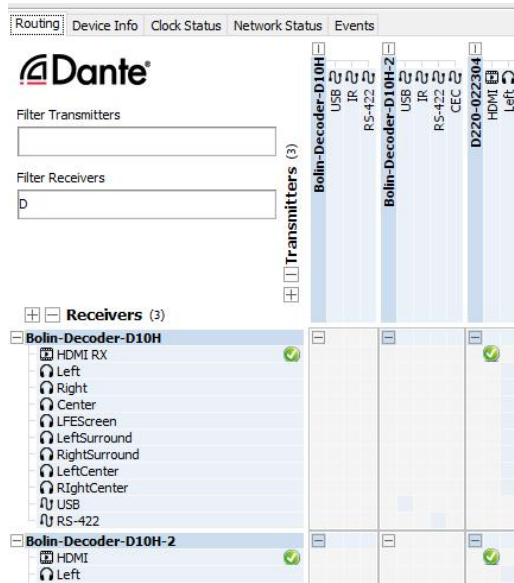 Routing Device Info Clock Status Network Status Events
Dante®
Filter Transmitters
Filter Receivers
D
Transmitters (3)
Bolin-Decoder-D10H
USB
IR
RS-422
Bolin-Decoder-D10H-2
USB
IR
RS-422
CEC
D220-022304
HDMI
Left
Receivers (3)
Bolin-Decoder-D10H
HDMI RX
Left
Right
Center
LFEScreen
LeftSurround
RightSurround
LeftCenter
RIghtCenter
USB
RS-422
Bolin-Decoder-D10H-2
HDMI
Left